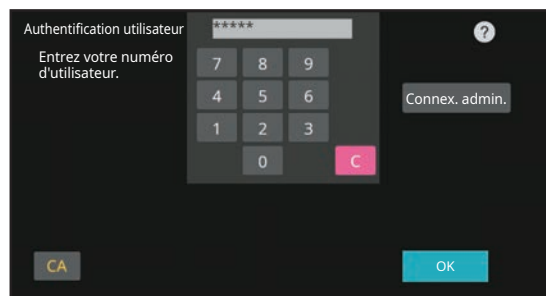 Authentification utilisateur
*****
?
Entrez votre numéro
d'utilisateur.
7 8 9
4 5 6
Connex. admin.
1 2 3
0 C
CA
OK